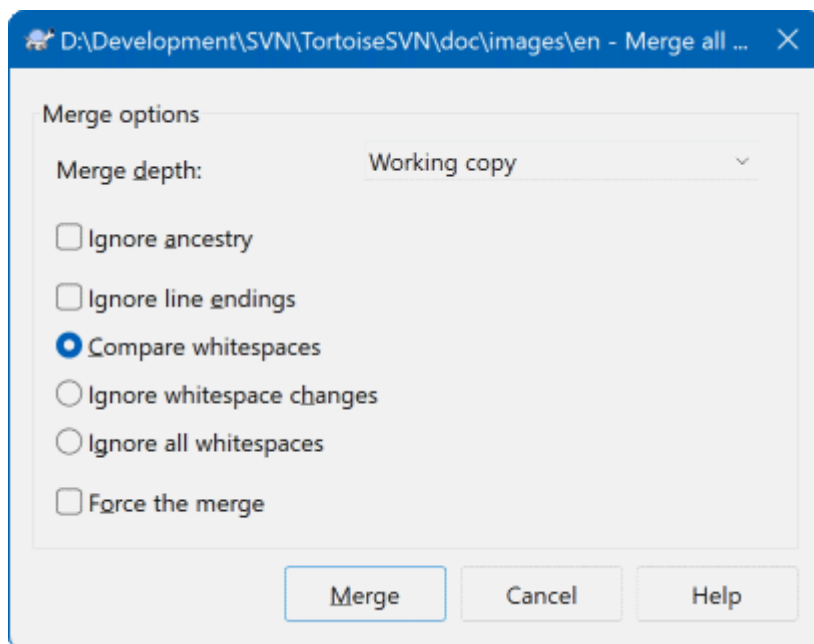 D:\Development\SVN\TortoiseSVN\doc\images\en - Merge all ...
Merge options
Merge depth: Working copy
Ignore ancestry
Ignore line endings
Compare whitespaces
Ignore whitespace changes
Ignore all whitespaces
Force the merge
Merge Cancel Help